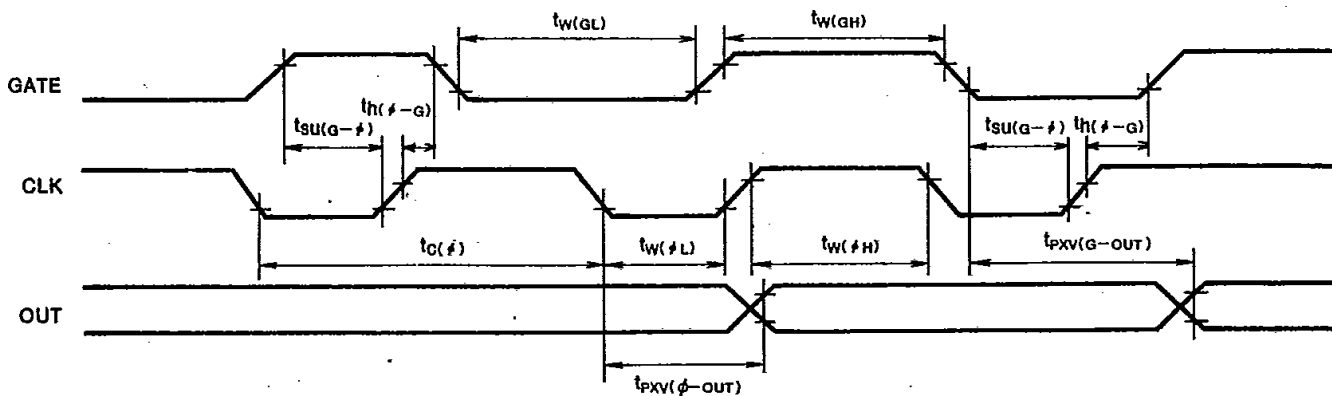 tW(GL)
tW(GH)
GATE
th(ϕ-G)
tSU(G-ϕ)
tSU(G-ϕ)
th(ϕ-G)
CLK
tC(ϕ)
tW(ϕL)
tW(ϕH)
tPXV(G-OUT)
OUT
tPXV(ϕ-OUT)